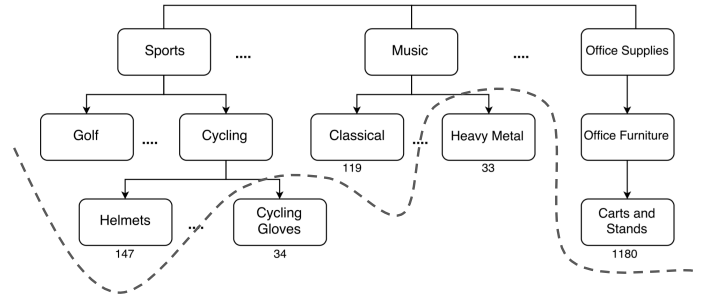 Sports
....
Music
....
Office Supplies
Golf
....
Cycling
Classical
....
Heavy Metal
Office Furniture
119
33
Helmets
....
Cycling
Gloves
Carts and
Stands
147
34
1180